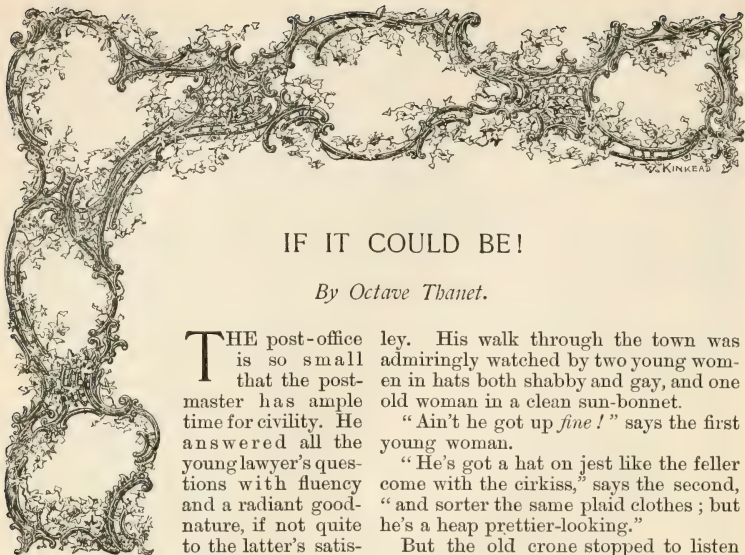 W. KINKEAD
IF IT COULD BE!
By Octave Thanet.
THE post-office
is so small
that the post-
master has ample
time for civility. He
answered all the
young lawyer's ques-
tions with fluency
and a radiant good-
nature, if not quite
to the latter's satis-
ley. His walk through the town was
admiringly watched by two young wom-
en in hats both shabby and gay, and one
old woman in a clean sun-bonnet.
"Ain't he got up fine!" says the first
young woman.
"He's got a hat on jest like the feller
come with the cirkiss," says the second,
"and sorter the same plaid clothes; but
he's a heap prettier-looking."
But the old crone stopped to listen